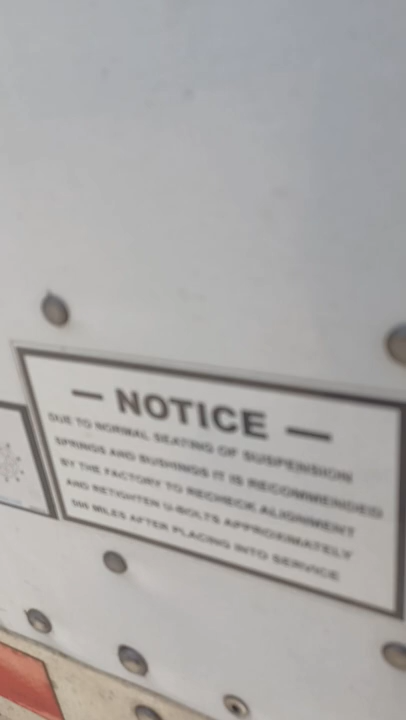 — NOTICE —
DUE TO NORMAL SEATING OF SUSPENSION
SPRINGS AND BUSHINGS IT IS RECOMMENDED
BY THE FACTORY TO RECHECK ALIGNMENT
AND RETIGHTEN U-BOLTS APPROXIMATELY
MILES AFTER PLACING INTO SERVICE